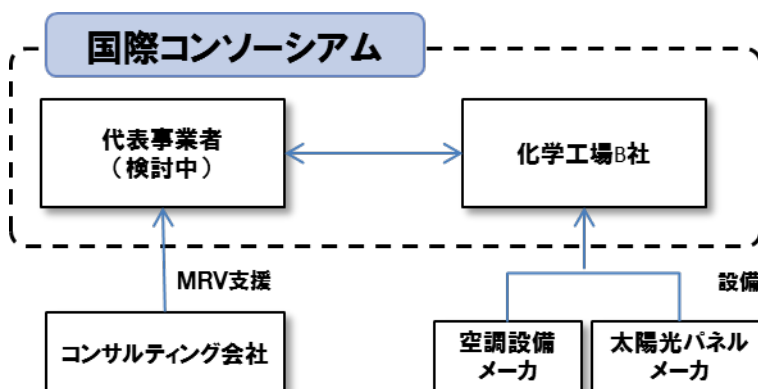 国際コンソーシアム
代表事業者
（検討中）
化学工場B社
MRV支援
設備
コンサルティング会社
空調設備
メーカ
太陽光パネル
メーカ